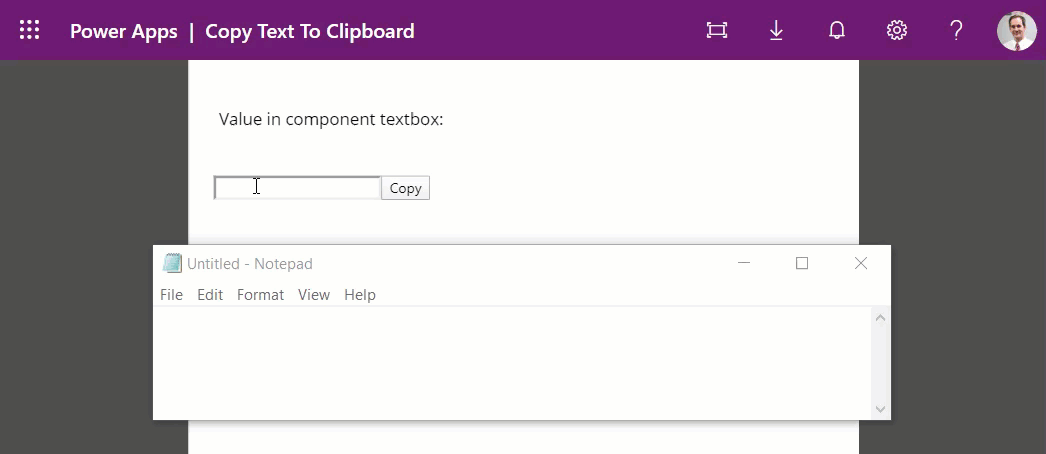 Power Apps | Copy Text To Clipboard
Value in component textbox:
Copy
Untitled - Notepad
File Edit Format View Help